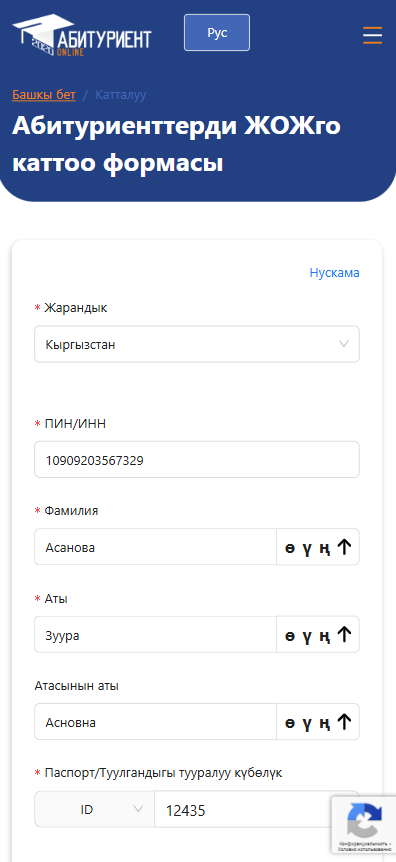 АБИТУРИЕНТ
2020
ONLINE
Рус
Башкы бет / Катталуу
Абитуриенттерди ЖОЖго
каттоо формасы
Нускама
* Жарандык
Кыргызстан
* ПИН/ИНН
10909203567329
* Фамилия
Асанова
ө ү ң ↑
* Аты
Зуура
ө ү ң ↑
Атасынын аты
Асновна
ө ү ң ↑
* Паспорт/Туулгандыгы тууралуу күбөлүк
ID
12435
Конфиденциальность -
Условия использования